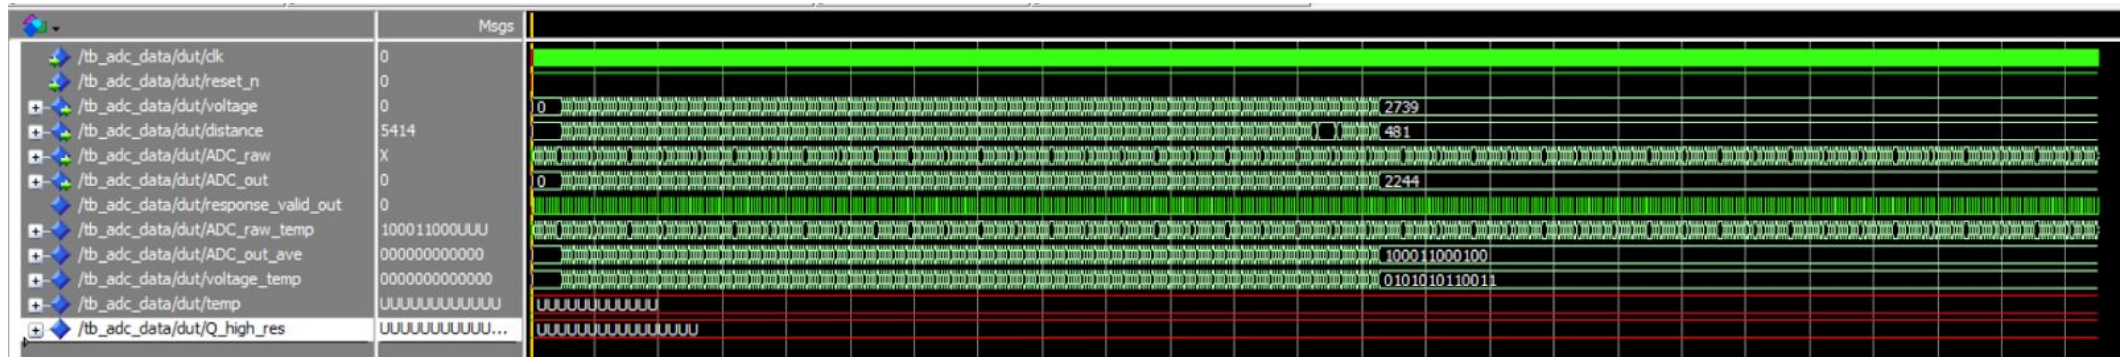 Msgs
/tb_adc_data/dut/clk 0
/tb_adc_data/dut/reset_n 0
/tb_adc_data/dut/voltage 0 0 2739
/tb_adc_data/dut/distance 5414 481
/tb_adc_data/dut/ADC_raw X
/tb_adc_data/dut/ADC_out 0 0 2244
/tb_adc_data/dut/response_valid_out 0
/tb_adc_data/dut/ADC_raw_temp 100011000UUU
/tb_adc_data/dut/ADC_out_ave 000000000000 100011000100
/tb_adc_data/dut/voltage_temp 0000000000000 0101010110011
/tb_adc_data/dut/temp UUUUUUUUUUUU UUUUUUUUUUUU
/tb_adc_data/dut/Q_high_res UUUUUUUUUUU... UUUUUUUUUUUUUUUU